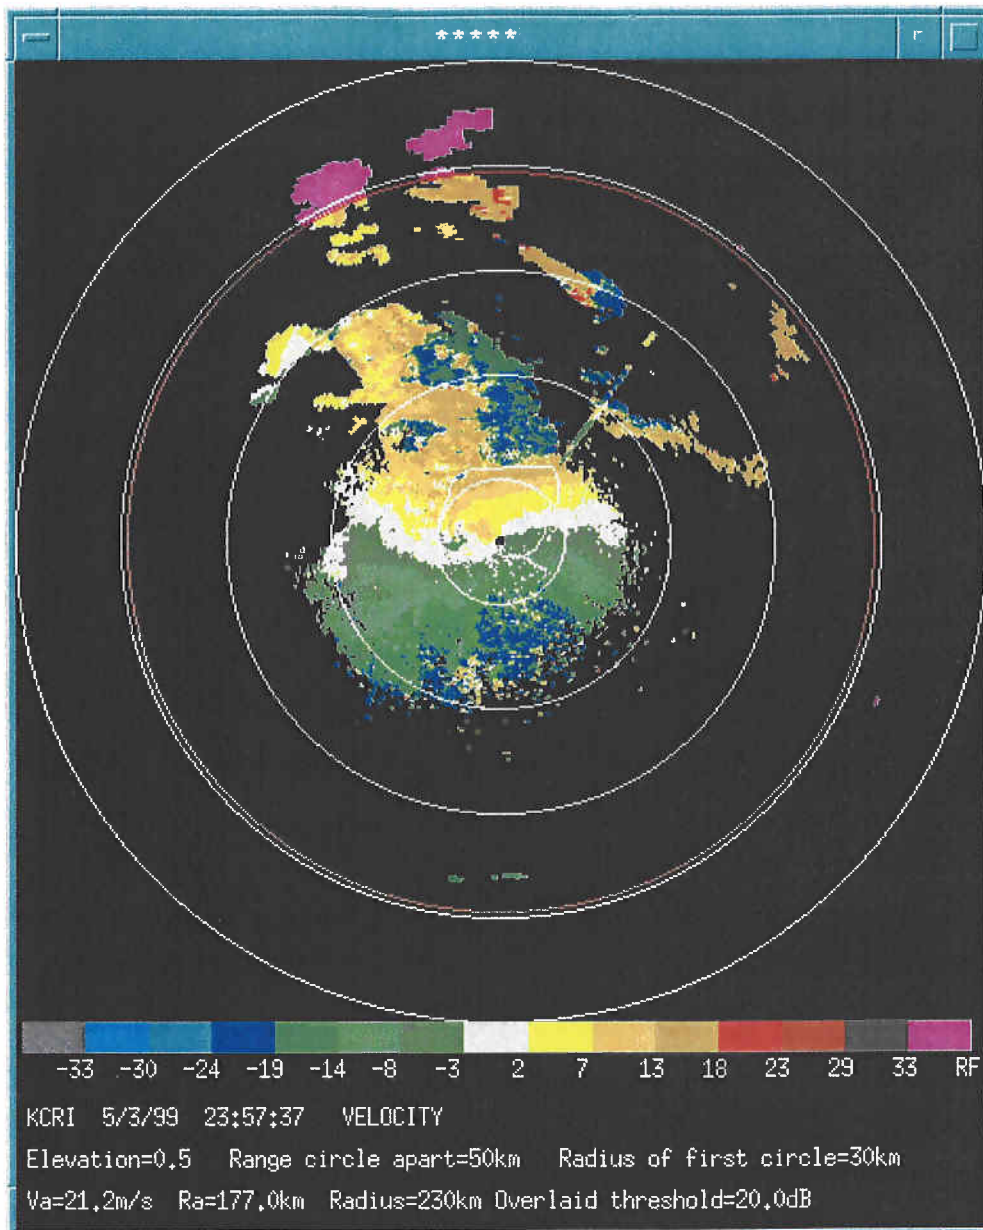 *****
-33 -30 -24 -19 -14 -8 -3 2 7 13 18 23 29 33 RF
KCRI 5/3/99 23:57:37 VELOCITY
Elevation=0.5 Range circle apart=50km Radius of first circle=30km
Va=21.2m/s Ra=177.0km Radius=230km Overlaid threshold=20.0dB